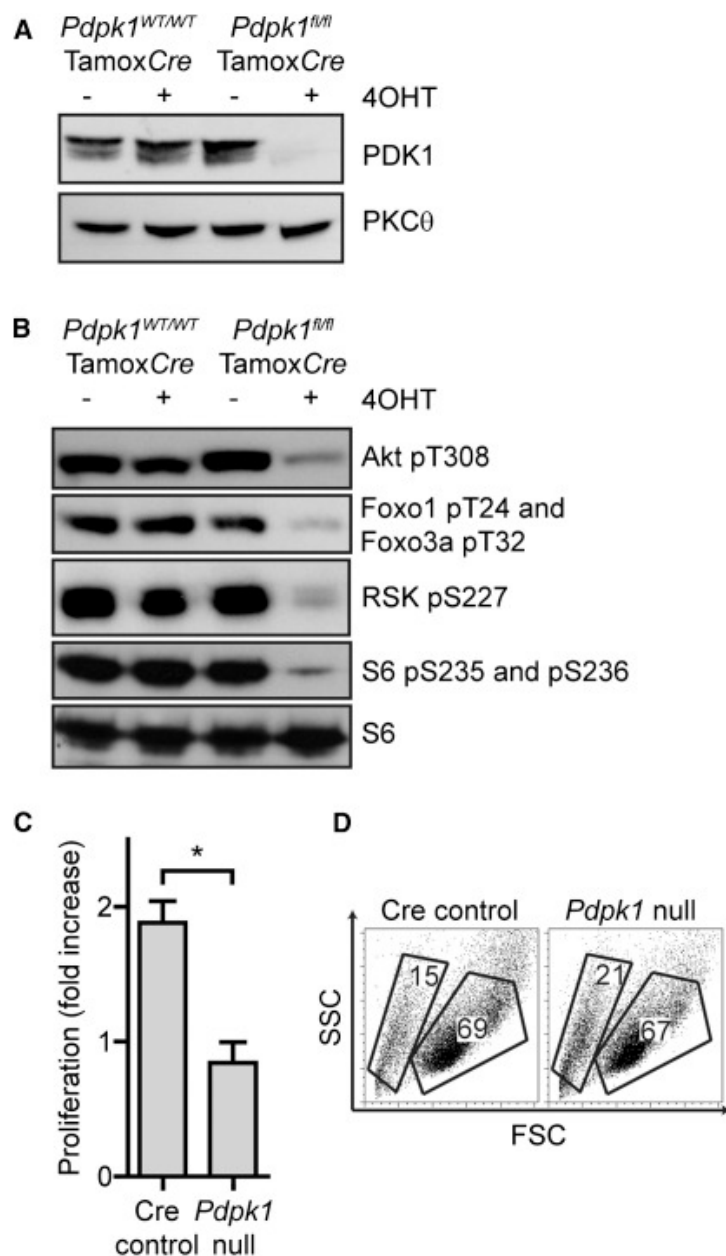 A
Pdpk1WT/WT Pdpk1fl/fl
TamoxCre TamoxCre
- + - + 4OHT
PDK1
PKCθ
B
Pdpk1WT/WT Pdpk1fl/fl
TamoxCre TamoxCre
- + - + 4OHT
Akt pT308
Foxo1 pT24 and
Foxo3a pT32
RSK pS227
S6 pS235 and pS236
S6
C
Proliferation (fold increase)
2
1
0
*
Cre Pdpk1
control null
D
Cre control Pdpk1 null
15 69 21 67
SSC
FSC